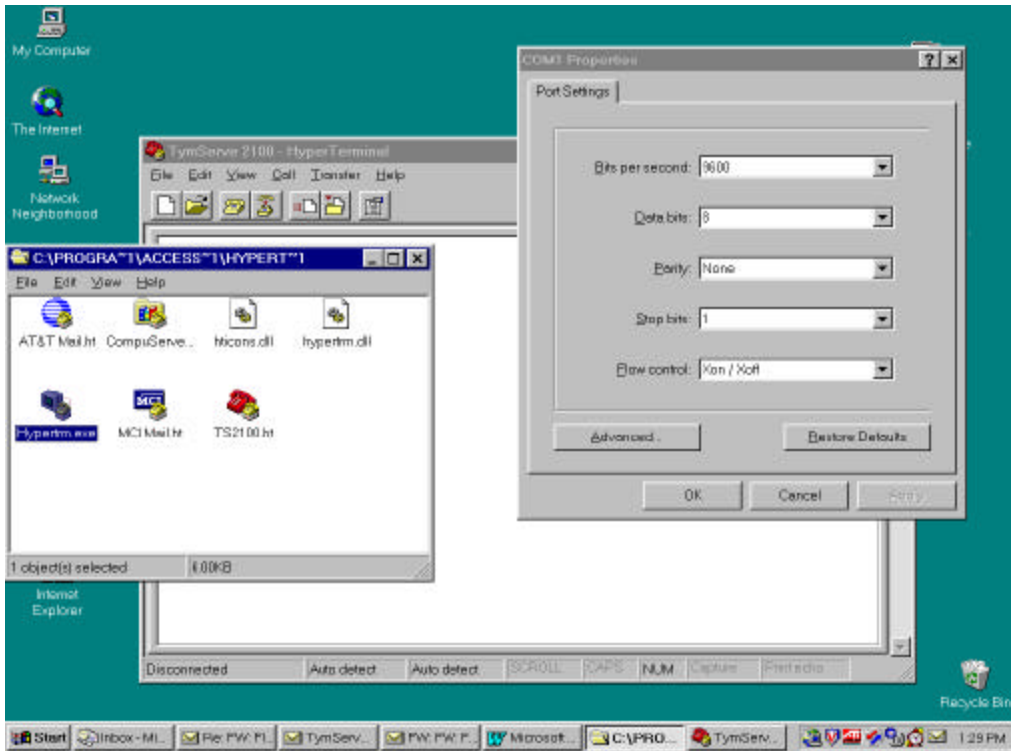 My Computer
The Internet
Network
Neighborhood
Internet
Explorer
Recycle Bin
TymServe 2100 - HyperTerminal
File Edit View Call Transfer Help
Disconnected Auto detect Auto detect SCROLL CAPS NUM Capture Print echo
C:\PROGRA~1\ACCESS~1\HYPERT~1
File Edit View Help
AT&T Mail.ht CompuServe... hticons.dll hypertrm.dll
Hypertrm.exe MCI Mail.ht TS2100.ht
1 object(s) selected
COM1 Properties
Port Settings
Bits per second: 9600
Data bits: 8
Parity: None
Stop bits: 1
Flow control: Xon / Xoff
Advanced... Restore Defaults
OK Cancel Apply
Start Inbox - Mi... Re: FW: Fl... TymServ... FW: FW: F... Microsoft... C:\PRO... TymServ... 1:29 PM